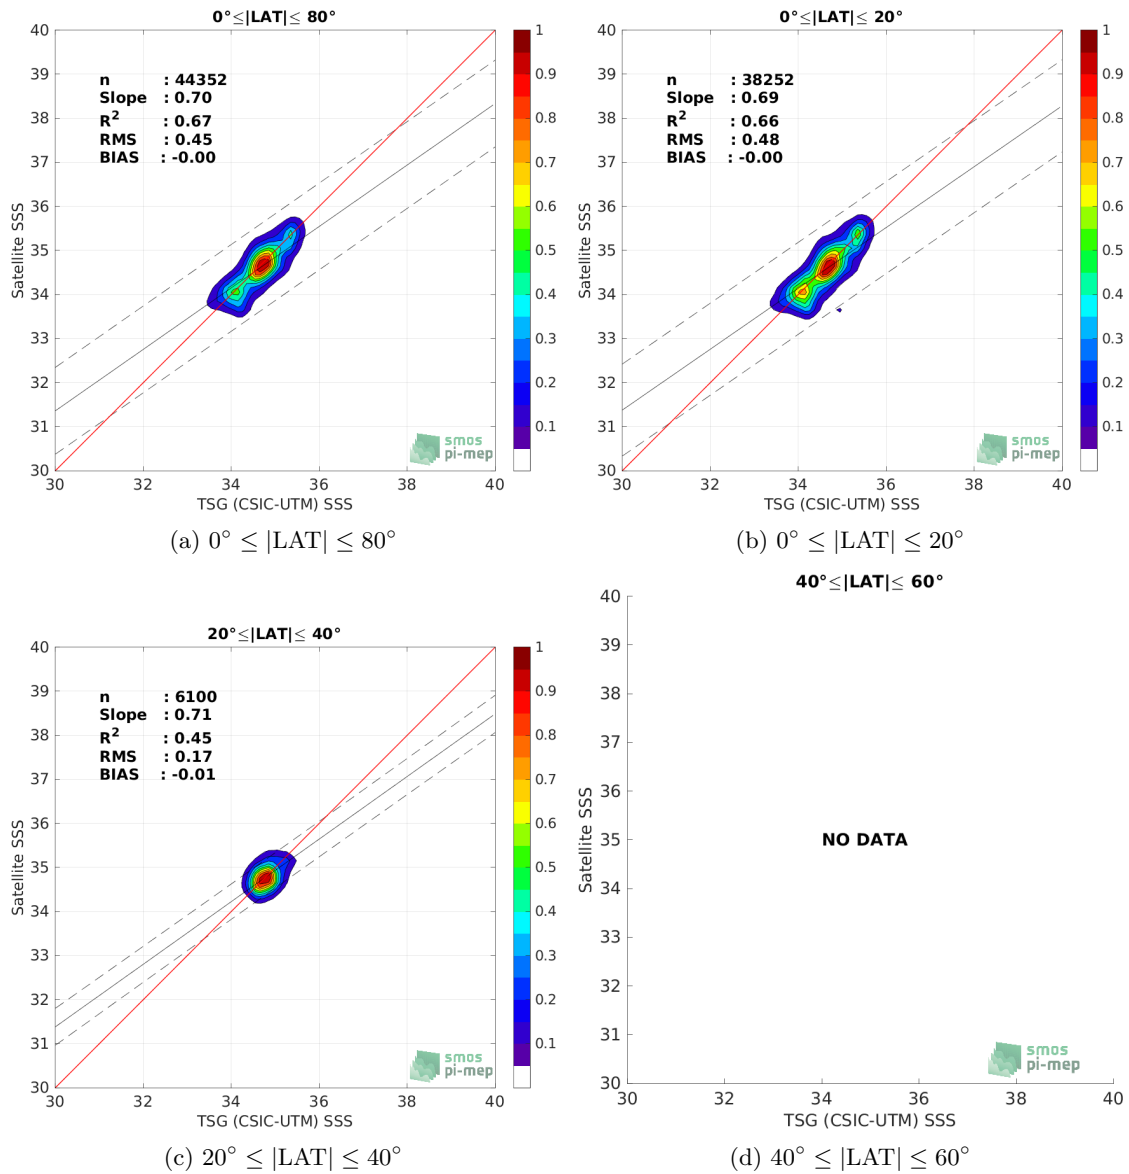 0°≤|LAT|≤ 80°
n : 44352
Slope : 0.70
R² : 0.67
RMS : 0.45
BIAS : -0.00
40
39
38
37
36
35
34
33
32
31
30
Satellite SSS
30 32 34 36 38 40
TSG (CSIC-UTM) SSS
1
0.9
0.8
0.7
0.6
0.5
0.4
0.3
0.2
0.1
smos
pi-mep
(a) 0° ≤ |LAT| ≤ 80°
0°≤|LAT|≤ 20°
n : 38252
Slope : 0.69
R² : 0.66
RMS : 0.48
BIAS : -0.00
40
39
38
37
36
35
34
33
32
31
30
Satellite SSS
30 32 34 36 38 40
TSG (CSIC-UTM) SSS
1
0.9
0.8
0.7
0.6
0.5
0.4
0.3
0.2
0.1
smos
pi-mep
(b) 0° ≤ |LAT| ≤ 20°
20°≤|LAT|≤ 40°
n : 6100
Slope : 0.71
R² : 0.45
RMS : 0.17
BIAS : -0.01
40
39
38
37
36
35
34
33
32
31
30
Satellite SSS
30 32 34 36 38 40
TSG (CSIC-UTM) SSS
1
0.9
0.8
0.7
0.6
0.5
0.4
0.3
0.2
0.1
smos
pi-mep
(c) 20° ≤ |LAT| ≤ 40°
40°≤|LAT|≤ 60°
40
39
38
37
36
35
34
33
32
31
30
Satellite SSS
NO DATA
30 32 34 36 38 40
TSG (CSIC-UTM) SSS
smos
pi-mep
(d) 40° ≤ |LAT| ≤ 60°